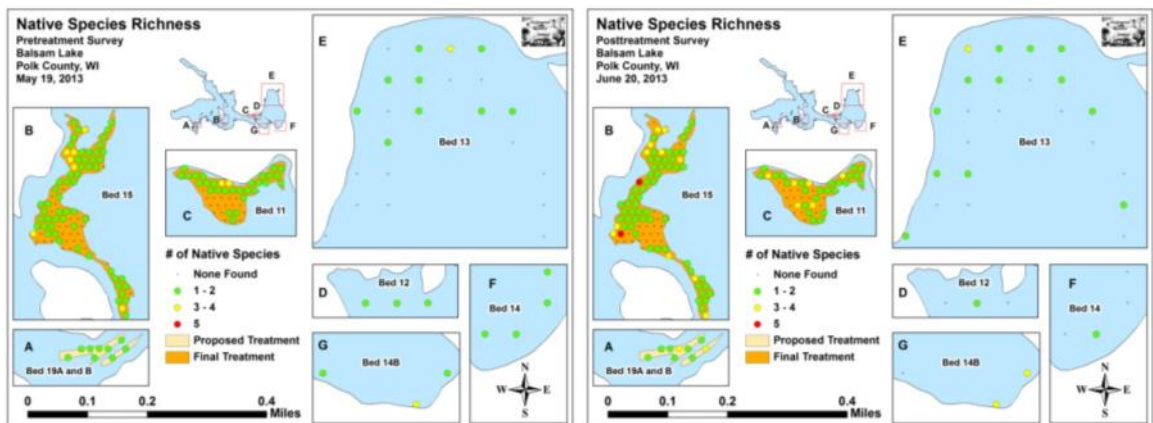 Native Species Richness
Pretreatment Survey
Balsam Lake
Polk County, WI
May 19, 2013
E
Bed 13
E
D
C
B
A
G
F
B
Bed 15
C
Bed 11
# of Native Species
None Found
1 - 2
3 - 4
5
Proposed Treatment
Final Treatment
A
Bed 19A and B
D
Bed 12
F
Bed 14
G
Bed 14B
N
W E
S
0 0.1 0.2 0.4
Miles
Native Species Richness
Posttreatment Survey
Balsam Lake
Polk County, WI
June 20, 2013
E
Bed 13
E
D
C
B
A
G
F
B
Bed 15
C
Bed 11
# of Native Species
None Found
1 - 2
3 - 4
5
Proposed Treatment
Final Treatment
A
Bed 19A and B
D
Bed 12
F
Bed 14
G
Bed 14B
N
W E
S
0 0.1 0.2 0.4
Miles